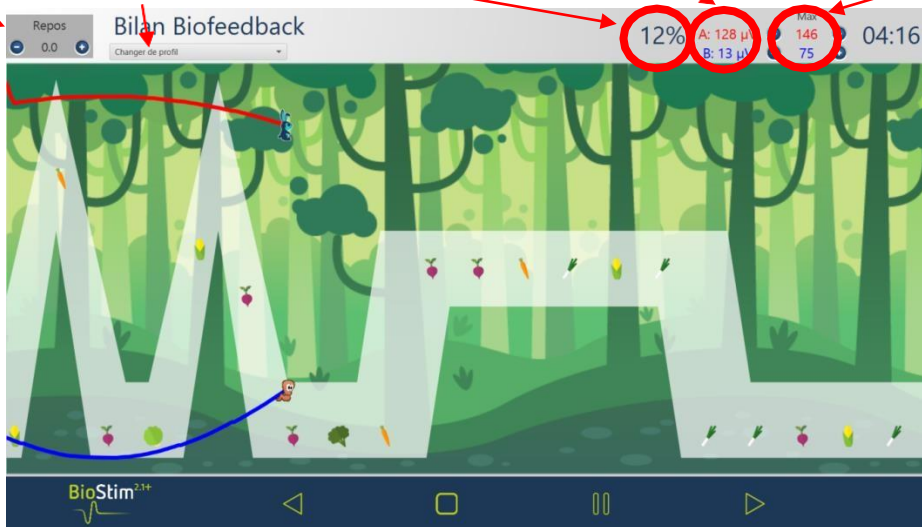 Repos
0.0
Bilan Biofeedback
Changer de profil
12%
A: 128 µV
B: 13 µV
Max
146
75
04:16
BioStim 2.1+